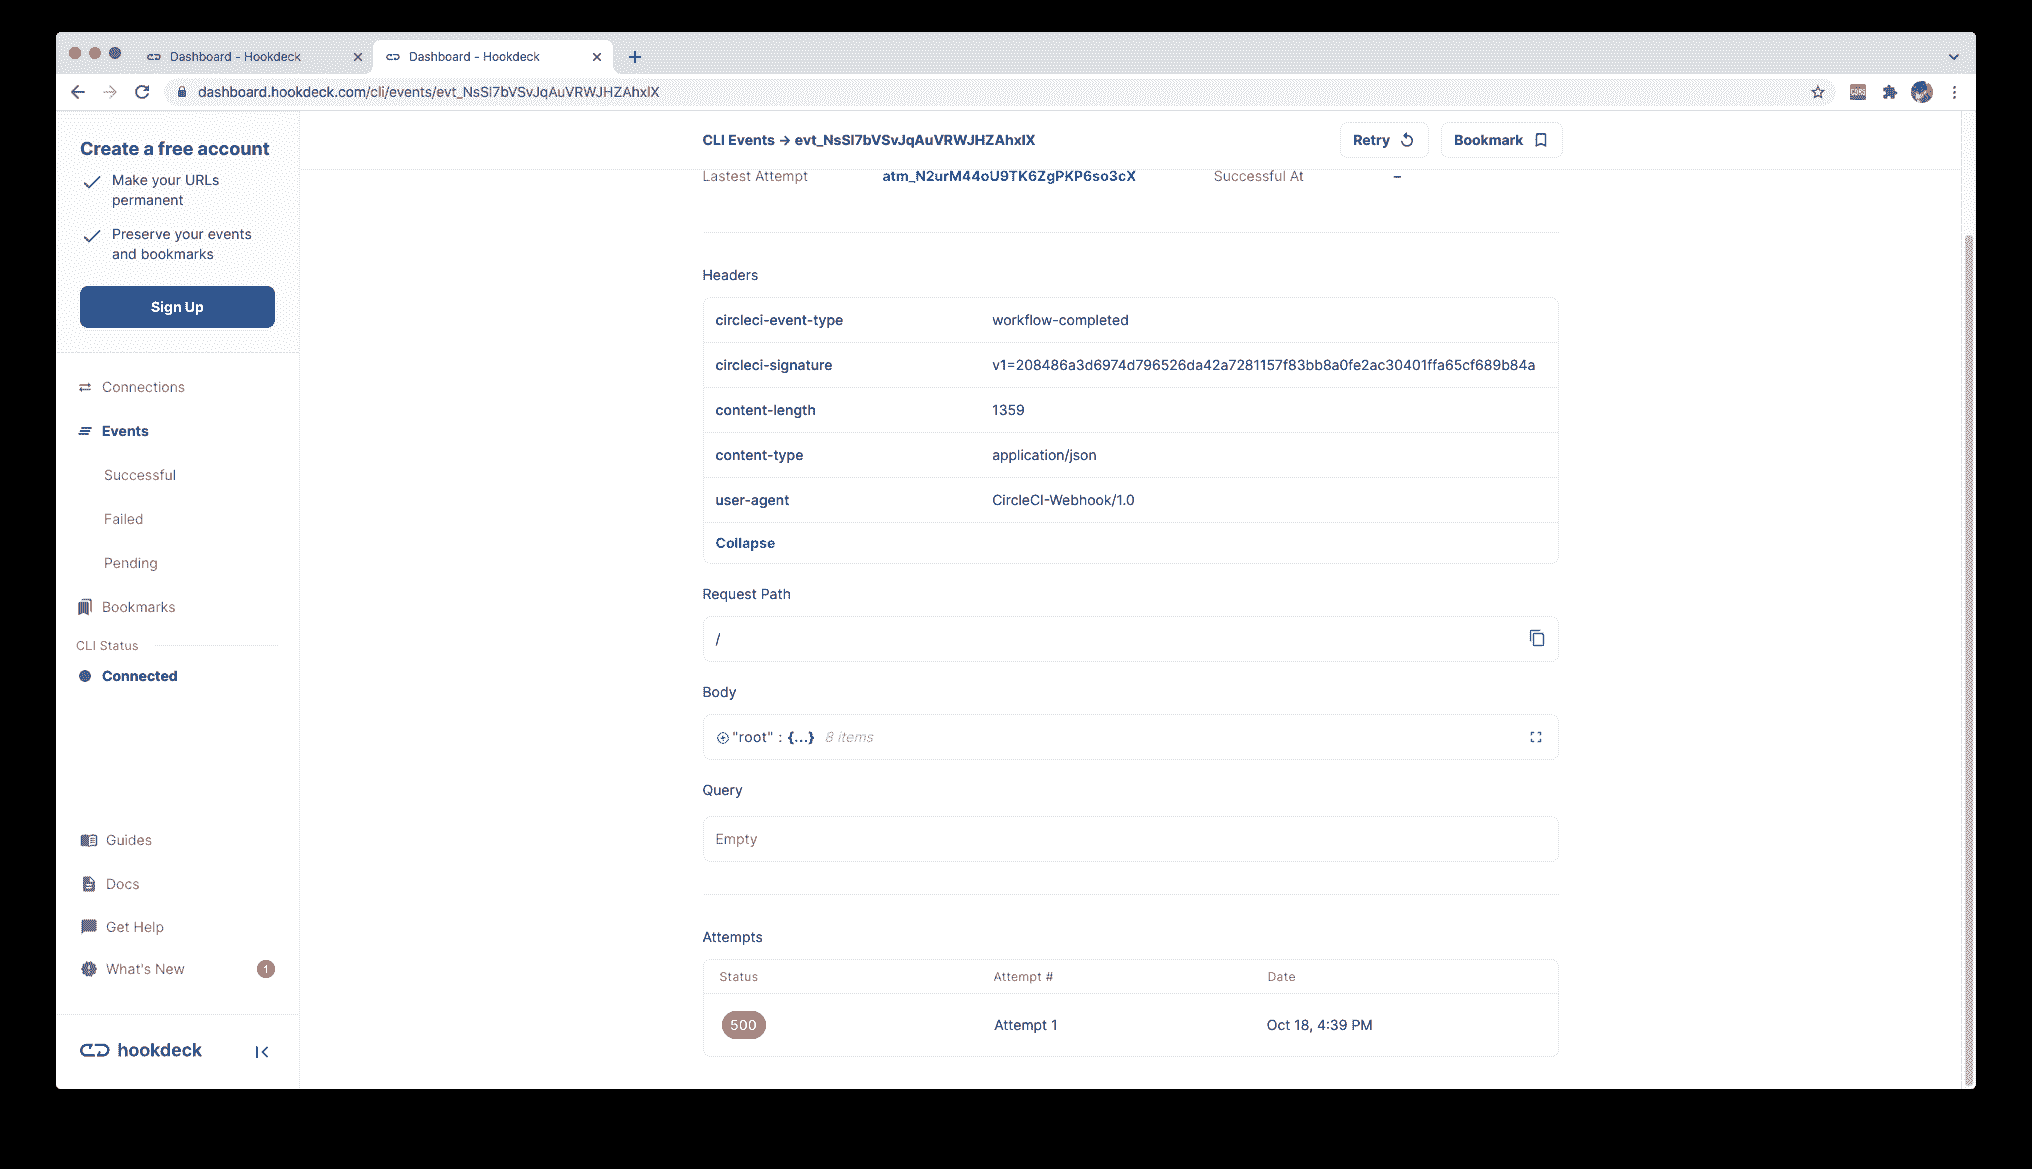 Dashboard - Hookdeck
Dashboard - Hookdeck
dashboard.hookdeck.com/cli/events/evt_NsSl7bVSvJqAuVRWJHZAhxlX
CORS
Create a free account
Make your URLs
permanent
Preserve your events
and bookmarks
Sign Up
Connections
Events
Successful
Failed
Pending
Bookmarks
CLI Status
Connected
Guides
Docs
Get Help
What's New 1
hookdeck
CLI Events → evt_NsSl7bVSvJqAuVRWJHZAhxlX
Retry
Bookmark
Lastest Attempt atm_N2urM44oU9TK6ZgPKP6so3cX Successful At –
Headers
circleci-event-type workflow-completed
circleci-signature v1=208486a3d6974d796526da42a7281157f83bb8a0fe2ac30401ffa65cf689b84a
content-length 1359
content-type application/json
user-agent CircleCI-Webhook/1.0
Collapse
Request Path
/
Body
"root" : {...} 8 items
Query
Empty
Attempts
Status Attempt # Date
500 Attempt 1 Oct 18, 4:39 PM